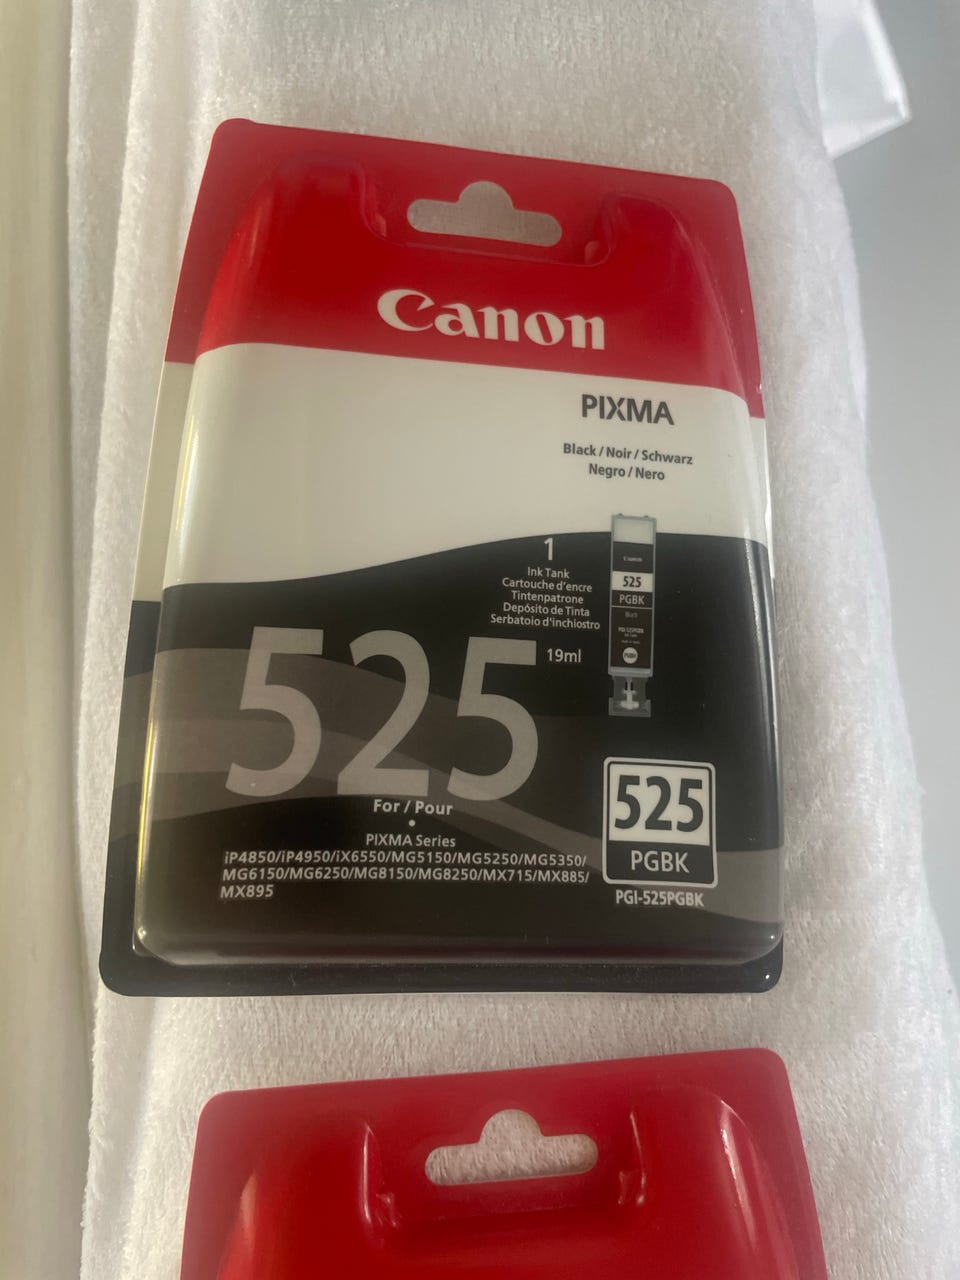 Canon
PIXMA
Black / Noir / Schwarz
Negro / Nero
1
Ink Tank
Cartouche d'encre
Tintenpatrone
Depósito de Tinta
Serbatoio d'inchiostro
19ml
Canon
525
PGBK
Black
525
For / Pour
PIXMA Series
iP4850/iP4950/iX6550/MG5150/MG5250/MG5350/
MG6150/MG6250/MG8150/MG8250/MX715/MX885/
MX895
525
PGBK
PGI-525PGBK